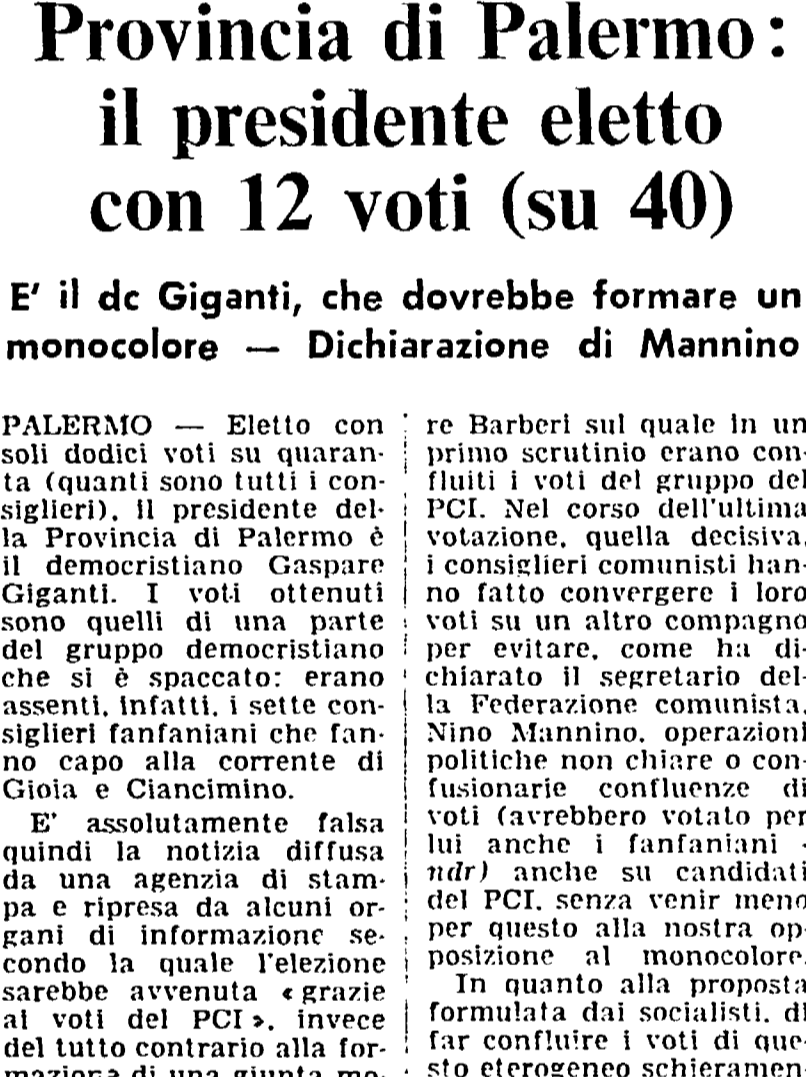 Provincia di Palermo:
il presidente eletto
con 12 voti (su 40)
E' il dc Giganti, che dovrebbe formare un
monocolore — Dichiarazione di Mannino
PALERMO — Eletto con
soli dodici voti su quaran-
ta (quanti sono tutti i con-
siglieri), il presidente del-
la Provincia di Palermo è
il democristiano Gaspare
Giganti. I voti ottenuti
sono quelli di una parte
del gruppo democristiano
che si è spaccato: erano
assenti, infatti, i sette con-
siglieri fanfaniani che fan-
no capo alla corrente di
Gioia e Ciancimino.
E' assolutamente falsa
quindi la notizia diffusa
da una agenzia di stam-
pa e ripresa da alcuni or-
gani di informazione se-
condo la quale l'elezione
sarebbe avvenuta «grazie
ai voti del PCI», invece
del tutto contrario alla for-
mazione di una giunta mo-
re Barberi sul quale in un
primo scrutinio erano con-
fluiti i voti del gruppo del
PCI. Nel corso dell'ultima
votazione, quella decisiva,
i consiglieri comunisti han-
no fatto convergere i loro
voti su un altro compagno
per evitare, come ha di-
chiarato il segretario del-
la Federazione comunista,
Nino Mannino, operazioni
politiche non chiare o con-
fusionarie confluenze di
voti (avrebbero votato per
lui anche i fanfaniani -
ndr) anche su candidati
del PCI, senza venir meno
per questo alla nostra op-
posizione al monocolore.
In quanto alla proposta
formulata dai socialisti, di
far confluire i voti di que-
sto eterogeneo schieramen-